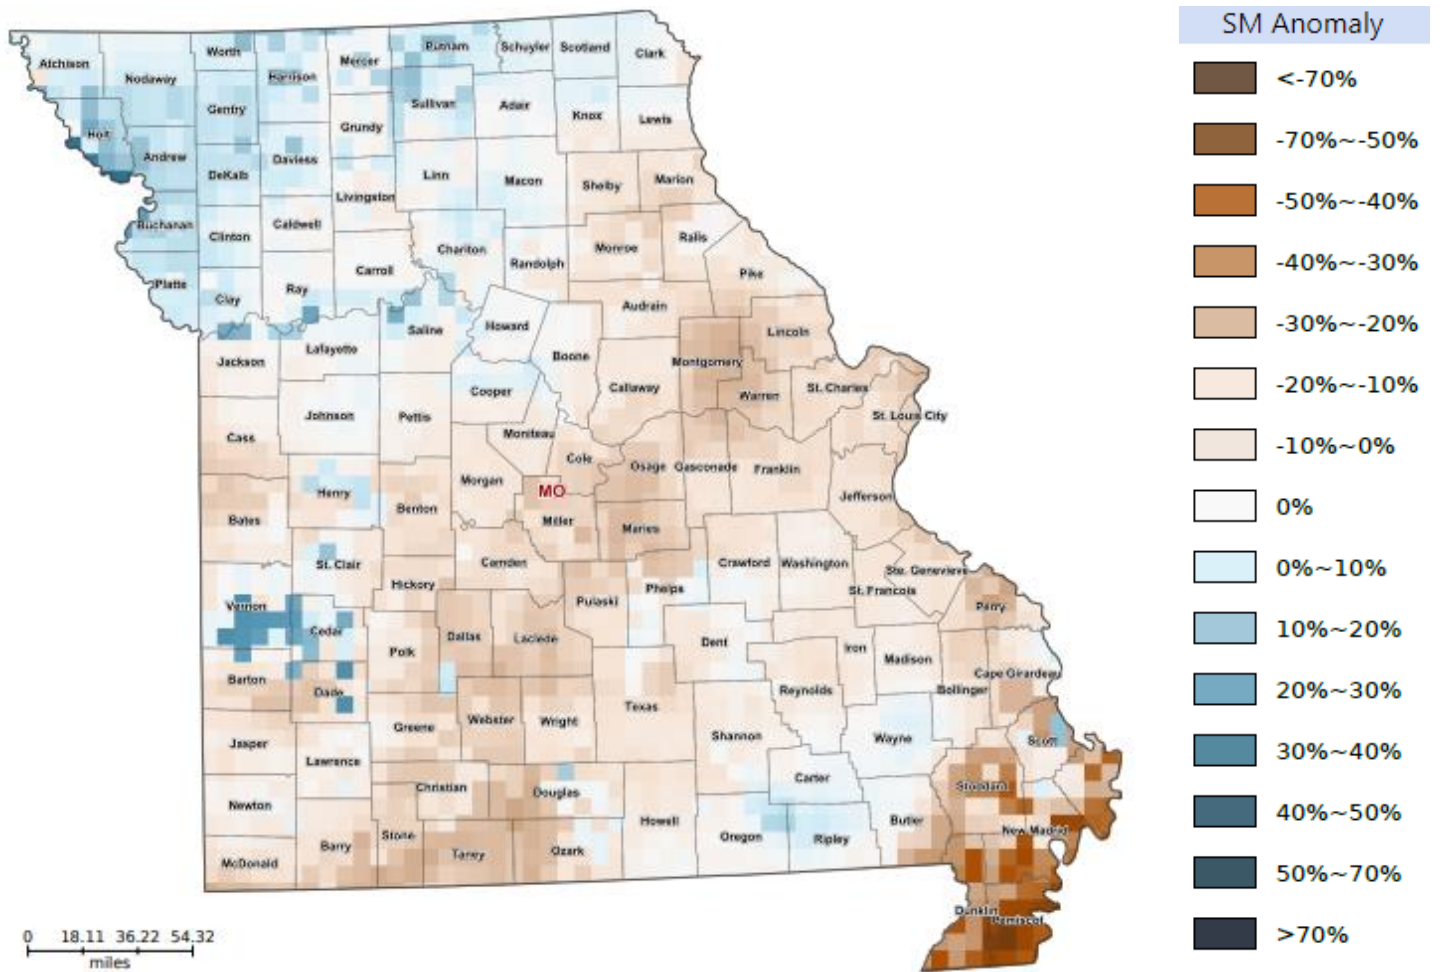 SM Anomaly
<-70%
-70%~-50%
-50%~-40%
-40%~-30%
-30%~-20%
-20%~-10%
-10%~0%
0%
0%~10%
10%~20%
20%~30%
30%~40%
40%~50%
50%~70%
>70%
Atchison
Nodaway
Worth
Harrison
Mercer
Putnam
Schuyler
Scotland
Clark
Holt
Gentry
Sullivan
Adair
Knox
Lewis
Andrew
DeKalb
Daviess
Grundy
Linn
Macon
Shelby
Marion
Buchanan
Clinton
Caldwell
Livingston
Chariton
Randolph
Monroe
Ralls
Platte
Clay
Ray
Carroll
Pike
Audrain
Jackson
Lafayette
Saline
Howard
Boone
Callaway
Montgomery
Lincoln
Warren
St. Charles
St. Louis City
Cooper
Johnson
Pettis
Moniteau
Cass
Cole
Osage
Gasconade
Franklin
Jefferson
Morgan
MO
Henry
Benton
Miller
Maries
Bates
St. Clair
Camden
Hickory
Phelps
Crawford
Washington
Ste. Genevieve
St. Francois
Pulaski
Vernon
Cedar
Dallas
Laclede
Polk
Dent
Iron
Madison
Perry
Barton
Dade
Reynolds
Bollinger
Cape Girardeau
Greene
Webster
Wright
Texas
Shannon
Wayne
Scott
Jasper
Lawrence
Christian
Douglas
Carter
Stoddard
Newton
Stone
Howell
Oregon
Ripley
Butler
New Madrid
McDonald
Barry
Taney
Ozark
Dunklin
Pemiscot
0 18.11 36.22 54.32
miles